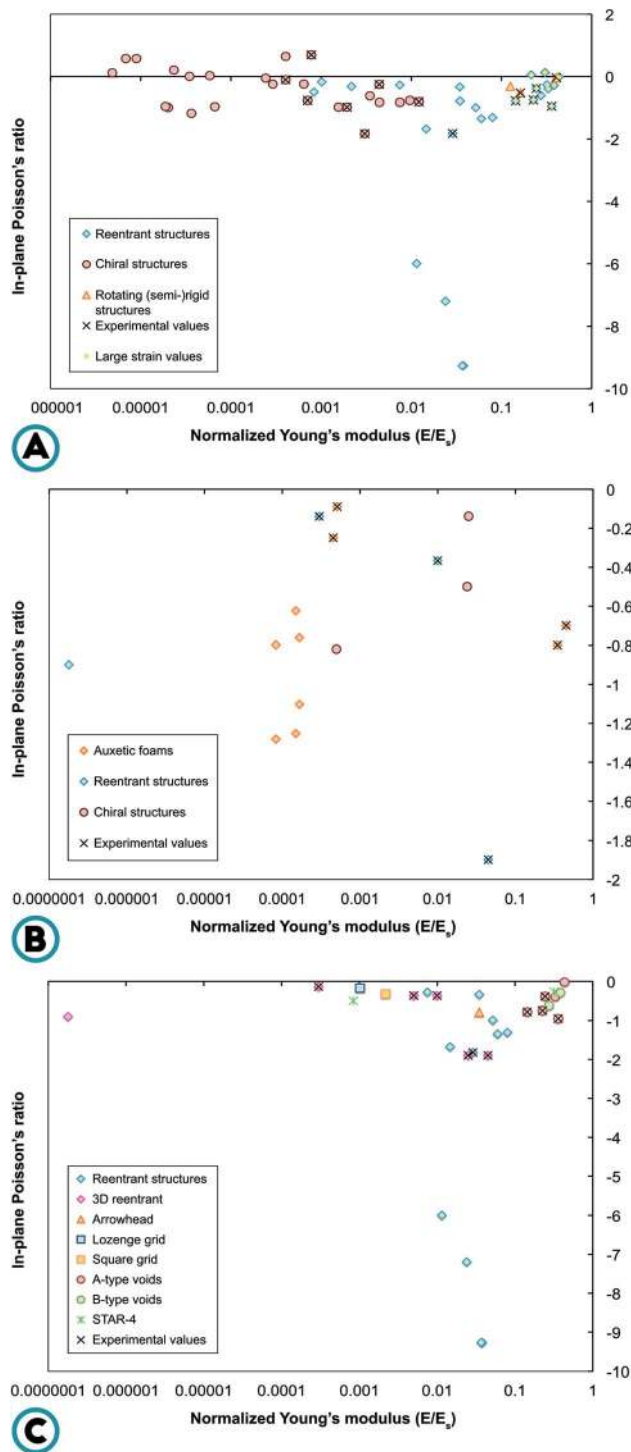 2
0
-2
-4
-6
-8
-10
In-plane Poisson's ratio
Reentrant structures
Chiral structures
Rotating (semi-)rigid
structures
Experimental values
Large strain values
000001
0.00001
0.0001
0.001
0.01
0.1
1
Normalized Young's modulus (E/Es)
A
0
-0.2
-0.4
-0.6
-0.8
-1
-1.2
-1.4
-1.6
-1.8
-2
In-plane Poisson's ratio
Auxetic foams
Reentrant structures
Chiral structures
Experimental values
0.0000001
0.000001
0.00001
0.0001
0.001
0.01
0.1
1
Normalized Young's modulus (E/Es)
B
0
-1
-2
-3
-4
-5
-6
-7
-8
-9
-10
In-plane Poisson's ratio
Reentrant structures
3D reentrant
Arrowhead
Lozenge grid
Square grid
A-type voids
B-type voids
STAR-4
Experimental values
0.0000001
0.000001
0.00001
0.0001
0.001
0.01
0.1
1
Normalized Young's modulus (E/Es)
C